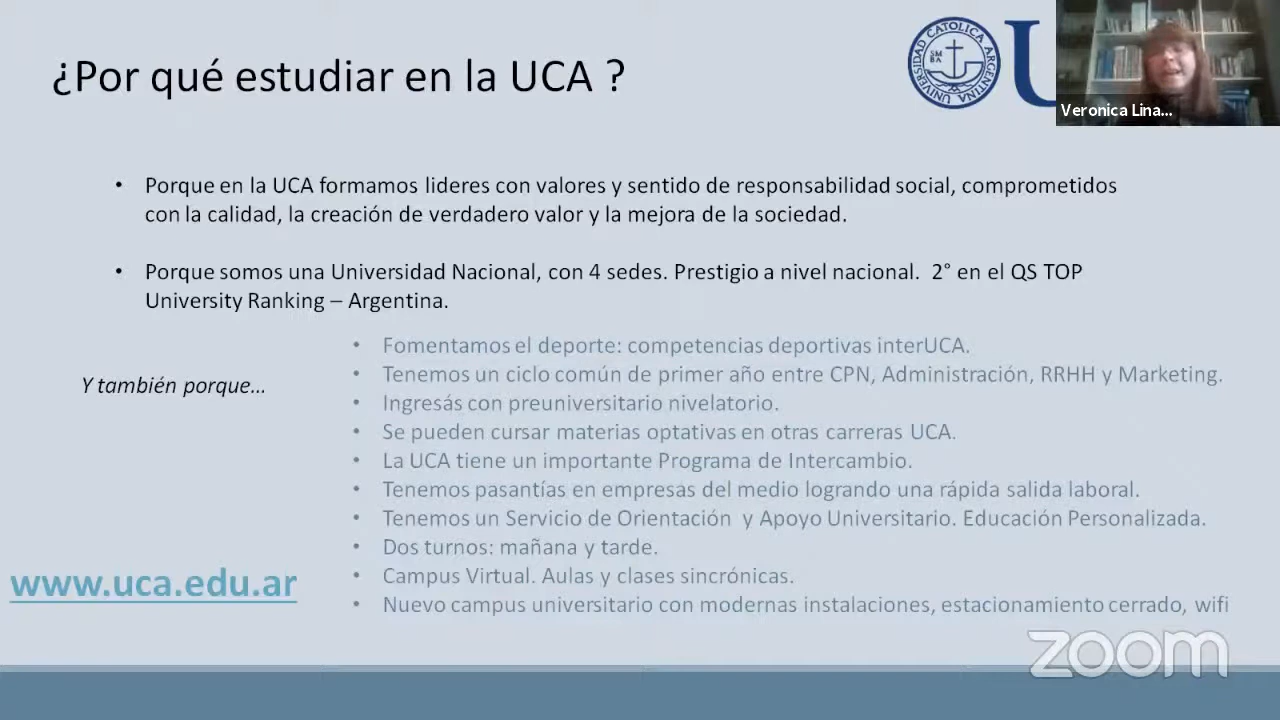 ¿Por qué estudiar en la UCA ?
UNIVERSIDAD CATOLICA ARGENTINA
SM
BA
U
Veronica Lina...
• Porque en la UCA formamos lideres con valores y sentido de responsabilidad social, comprometidos
con la calidad, la creación de verdadero valor y la mejora de la sociedad.
• Porque somos una Universidad Nacional, con 4 sedes. Prestigio a nivel nacional. 2° en el QS TOP
University Ranking – Argentina.
Y también porque...
• Fomentamos el deporte: competencias deportivas interUCA.
• Tenemos un ciclo común de primer año entre CPN, Administración, RRHH y Marketing.
• Ingresás con preuniversitario nivelatorio.
• Se pueden cursar materias optativas en otras carreras UCA.
• La UCA tiene un importante Programa de Intercambio.
• Tenemos pasantías en empresas del medio logrando una rápida salida laboral.
• Tenemos un Servicio de Orientación y Apoyo Universitario. Educación Personalizada.
• Dos turnos: mañana y tarde.
• Campus Virtual. Aulas y clases sincrónicas.
• Nuevo campus universitario con modernas instalaciones, estacionamiento cerrado, wifi
www.uca.edu.ar
zoom